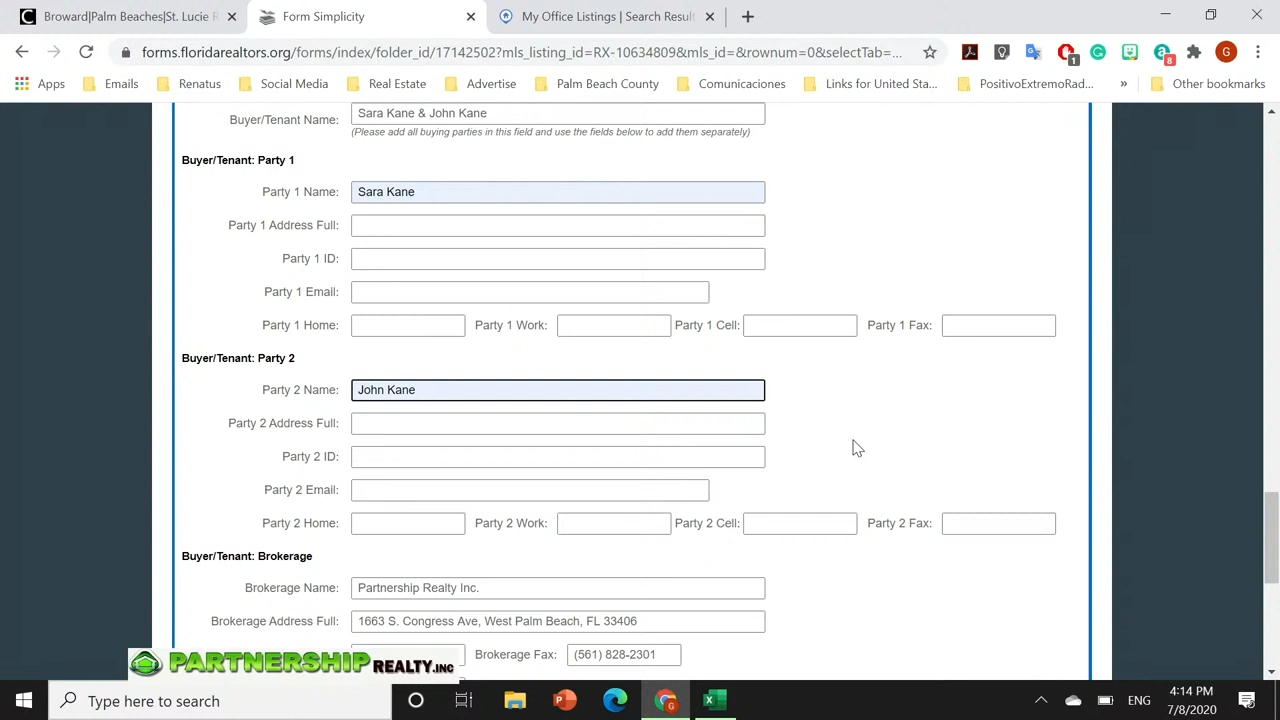 Broward|Palm Beaches|St. Lucie R
Form Simplicity
My Office Listings | Search Result
forms.floridarealtors.org/forms/index/folder_id/17142502?mls_listing_id=RX-10634809&mls_id=&rownum=0&selectTab=...
1
8
G
Apps
Emails
Renatus
Social Media
Real Estate
Advertise
Palm Beach County
Comunicaciones
Links for United Sta...
PositivoExtremoRad...
»
Other bookmarks
Buyer/Tenant Name: Sara Kane & John Kane
(Please add all buying parties in this field and use the fields below to add them separately)
Buyer/Tenant: Party 1
Party 1 Name: Sara Kane
Party 1 Address Full:
Party 1 ID:
Party 1 Email:
Party 1 Home: Party 1 Work: Party 1 Cell: Party 1 Fax:
Buyer/Tenant: Party 2
Party 2 Name: John Kane
Party 2 Address Full:
Party 2 ID:
Party 2 Email:
Party 2 Home: Party 2 Work: Party 2 Cell: Party 2 Fax:
Buyer/Tenant: Brokerage
Brokerage Name: Partnership Realty Inc.
Brokerage Address Full: 1663 S. Congress Ave, West Palm Beach, FL 33406
Brokerage Fax: (561) 828-2301
PARTNERSHIP REALTY.INC
Type here to search
ENG
4:14 PM
7/8/2020